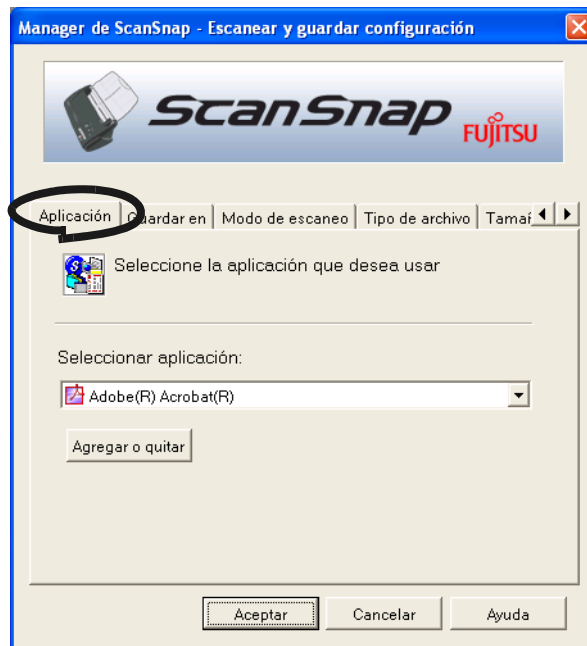 Manager de ScanSnap - Escanear y guardar configuración
ScanSnap
FUJITSU
Aplicación Guardar en Modo de escaneo Tipo de archivo Tamañ
Seleccione la aplicación que desea usar
Seleccionar aplicación:
Adobe(R) Acrobat(R)
Agregar o quitar
Aceptar Cancelar Ayuda